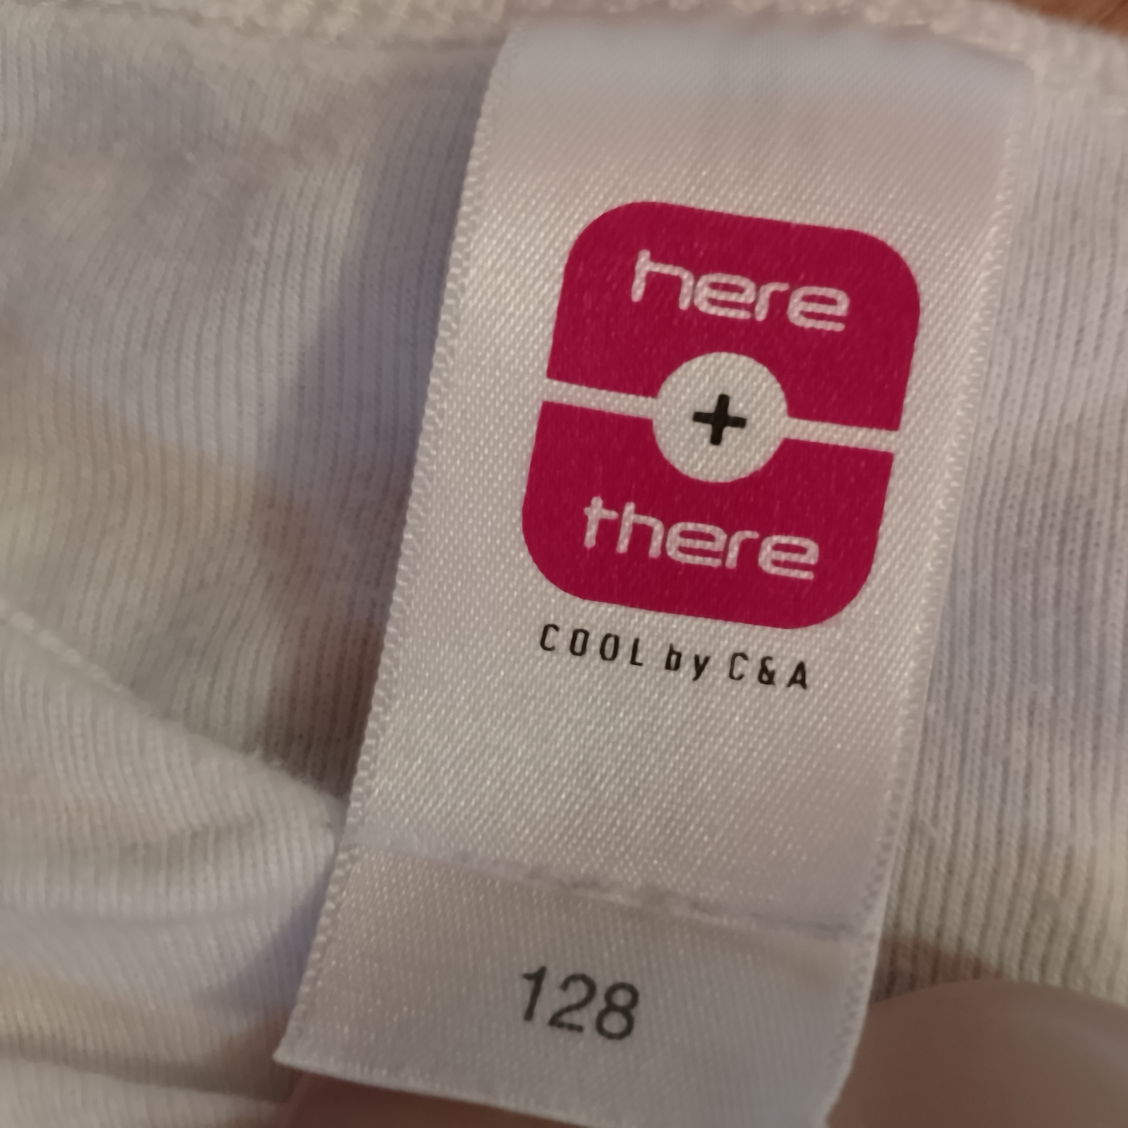 here
+
there
COOL by C&A
128